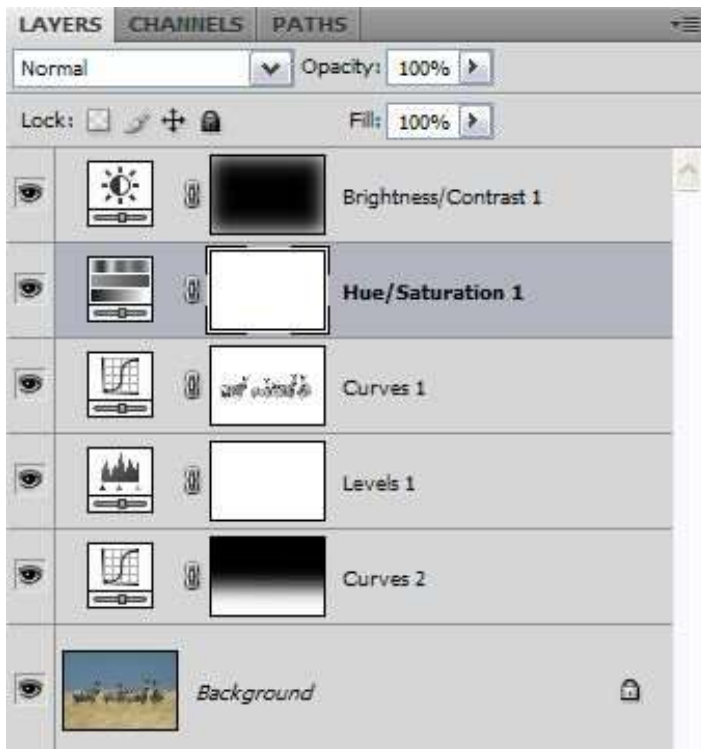 LAYERS CHANNELS PATHS
Normal Opacity: 100%
Lock: Fill: 100%
Brightness/Contrast 1
Hue/Saturation 1
Curves 1
Levels 1
Curves 2
Background